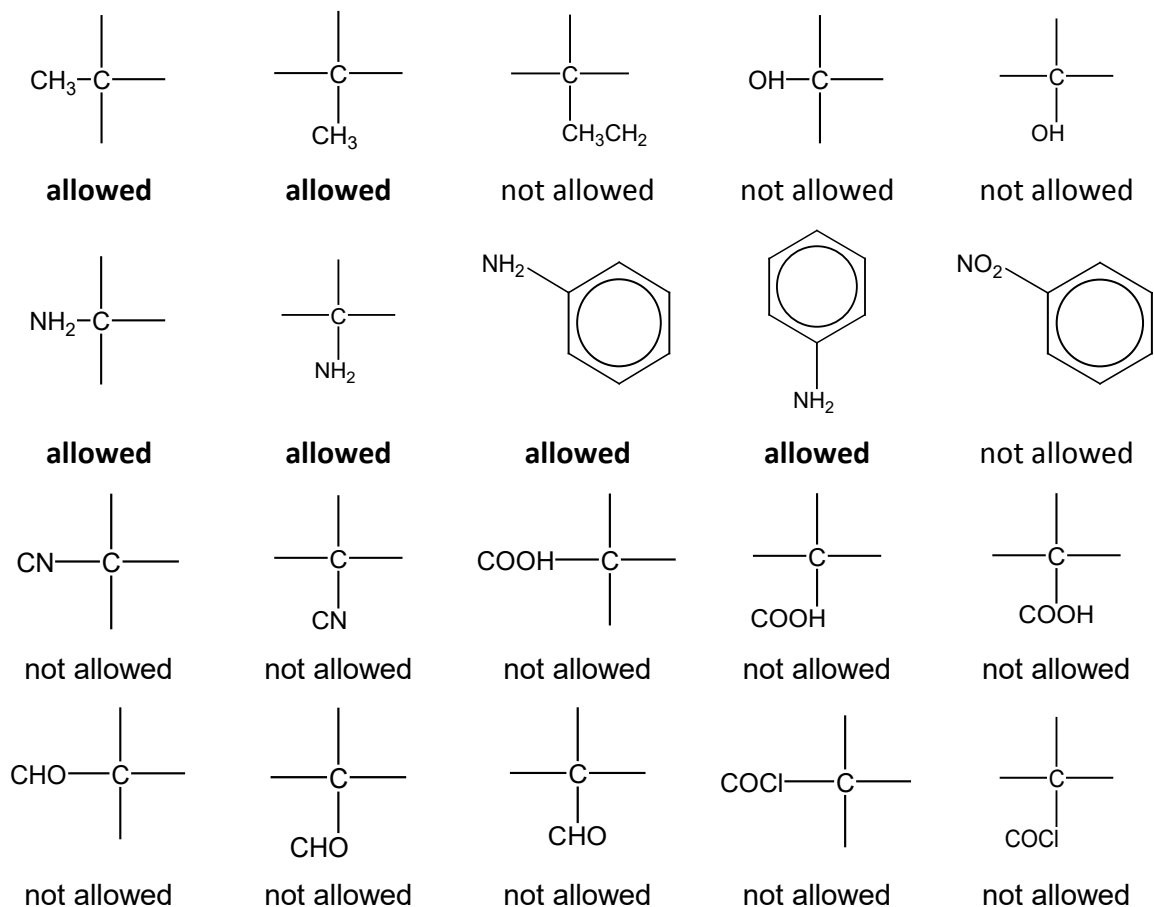 CH₃ C C C OH C C
CH₃ CH₃CH₂ OH
allowed allowed not allowed not allowed not allowed
NH₂ NO₂
NH₂ C C
NH₂ NH₂
allowed allowed allowed allowed not allowed
CN C C COOH C C C
CN COOH COOH
not allowed not allowed not allowed not allowed not allowed
CHO C C C COCl C C
CHO CHO COCl
not allowed not allowed not allowed not allowed not allowed